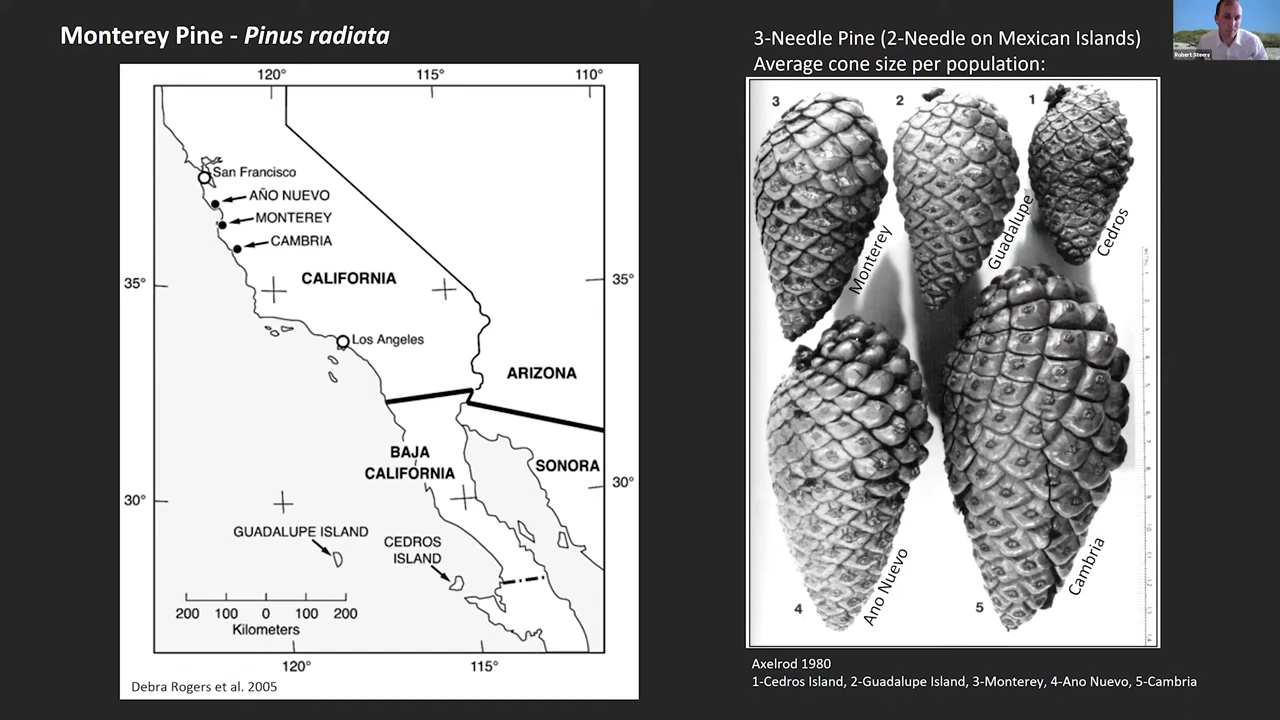 Monterey Pine - Pinus radiata
3-Needle Pine (2-Needle on Mexican Islands)
Average cone size per population:
Robert Steers
120°
115°
110°
San Francisco
AÑO NUEVO
MONTEREY
CAMBRIA
CALIFORNIA
35°
35°
Los Angeles
ARIZONA
BAJA
CALIFORNIA
SONORA
30°
30°
GUADALUPE ISLAND
CEDROS
ISLAND
200 100 0 100 200
Kilometers
120°
115°
Debra Rogers et al. 2005
3
2
1
Monterey
Guadalupe
Cedros
4
Ano Nuevo
5
Cambria
Axelrod 1980
1-Cedros Island, 2-Guadalupe Island, 3-Monterey, 4-Ano Nuevo, 5-Cambria